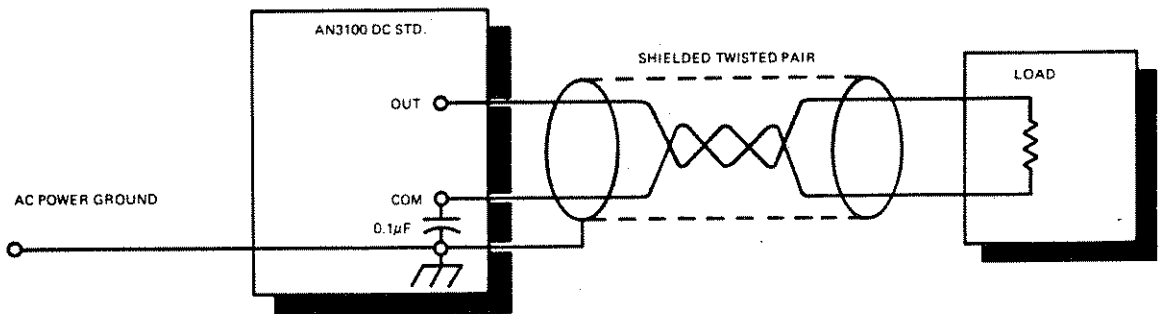 AN3100 DC STD.
SHIELDED TWISTED PAIR
LOAD
OUT
AC POWER GROUND
COM
0.1μF